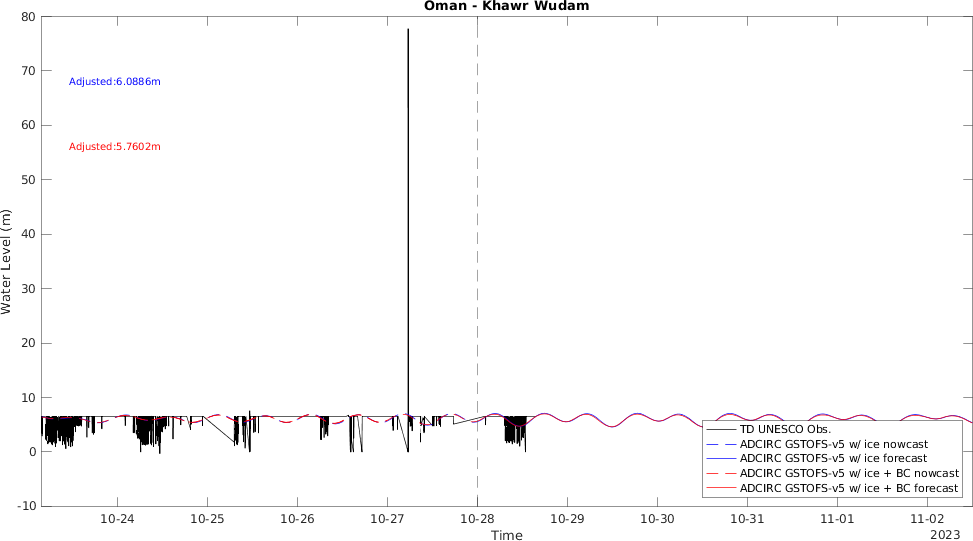 Oman - Khawr Wudam
80
70
60
50
40
30
20
10
0
-10
Water Level (m)
Adjusted:6.0886m
Adjusted:5.7602m
TD UNESCO Obs.
ADCIRC GSTOFS-v5 w/ ice nowcast
ADCIRC GSTOFS-v5 w/ ice forecast
ADCIRC GSTOFS-v5 w/ ice + BC nowcast
ADCIRC GSTOFS-v5 w/ ice + BC forecast
10-24 10-25 10-26 10-27 10-28 10-29 10-30 10-31 11-01 11-02
Time
2023